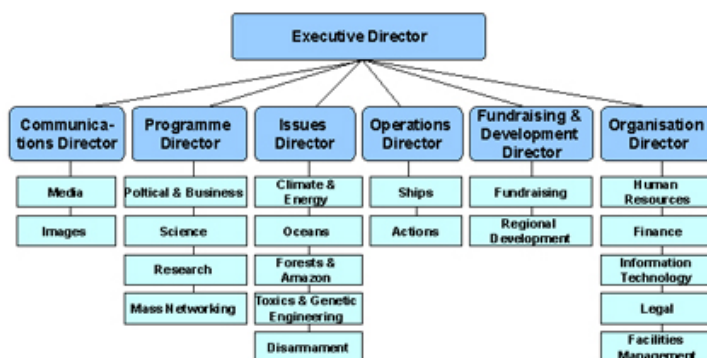 Executive Director
Communica-
tions Director
Programme
Director
Issues
Director
Operations
Director
Fundraising &
Development
Director
Organisation
Director
Media
Images
Poltical & Business
Science
Research
Mass Networking
Climate &
Energy
Oceans
Forests &
Amazon
Toxics & Genetic
Engineering
Disarmament
Ships
Actions
Fundraising
Regional
Development
Human
Resources
Finance
Information
Technology
Legal
Facilities
Management